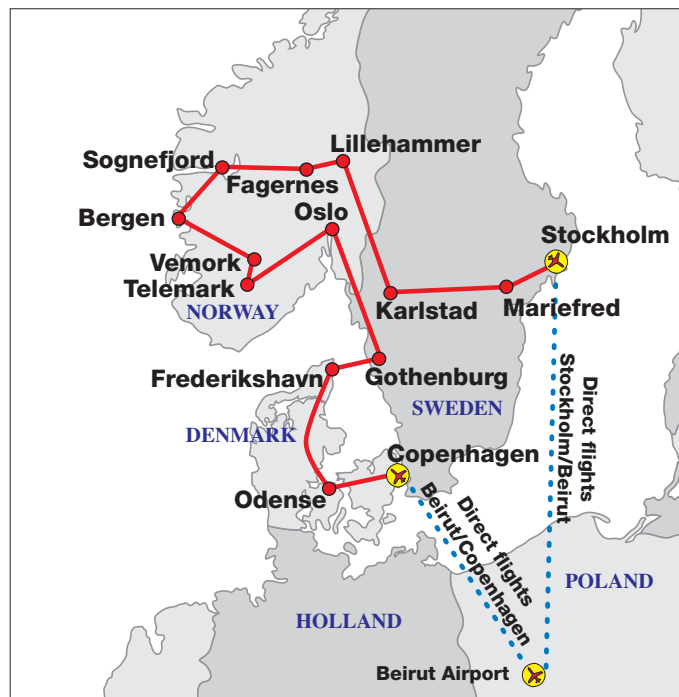 Lillehammer
Sognefjord
Fagernes
Oslo
Bergen
Stockholm
Vemork
Telemark
Karlstad
Mariefred
NORWAY
Frederikshavn
Gothenburg
SWEDEN
DENMARK
Direct flights
Stockholm/Beirut
Copenhagen
Odense
Direct flights
Beirut/Copenhagen
POLAND
HOLLAND
Beirut Airport